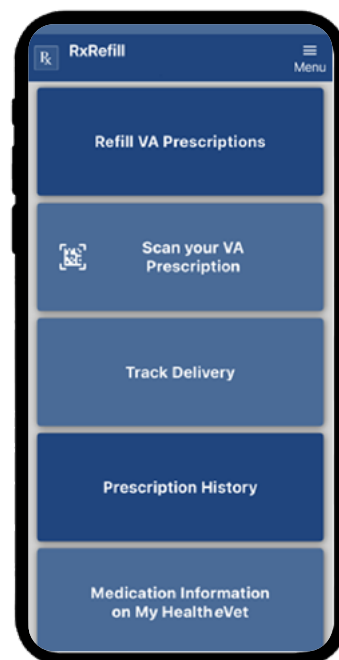 Rx RxRefill
Menu
Refill VA Prescriptions
Scan your VA
Prescription
Track Delivery
Prescription History
Medication Information
on My HealtheVet